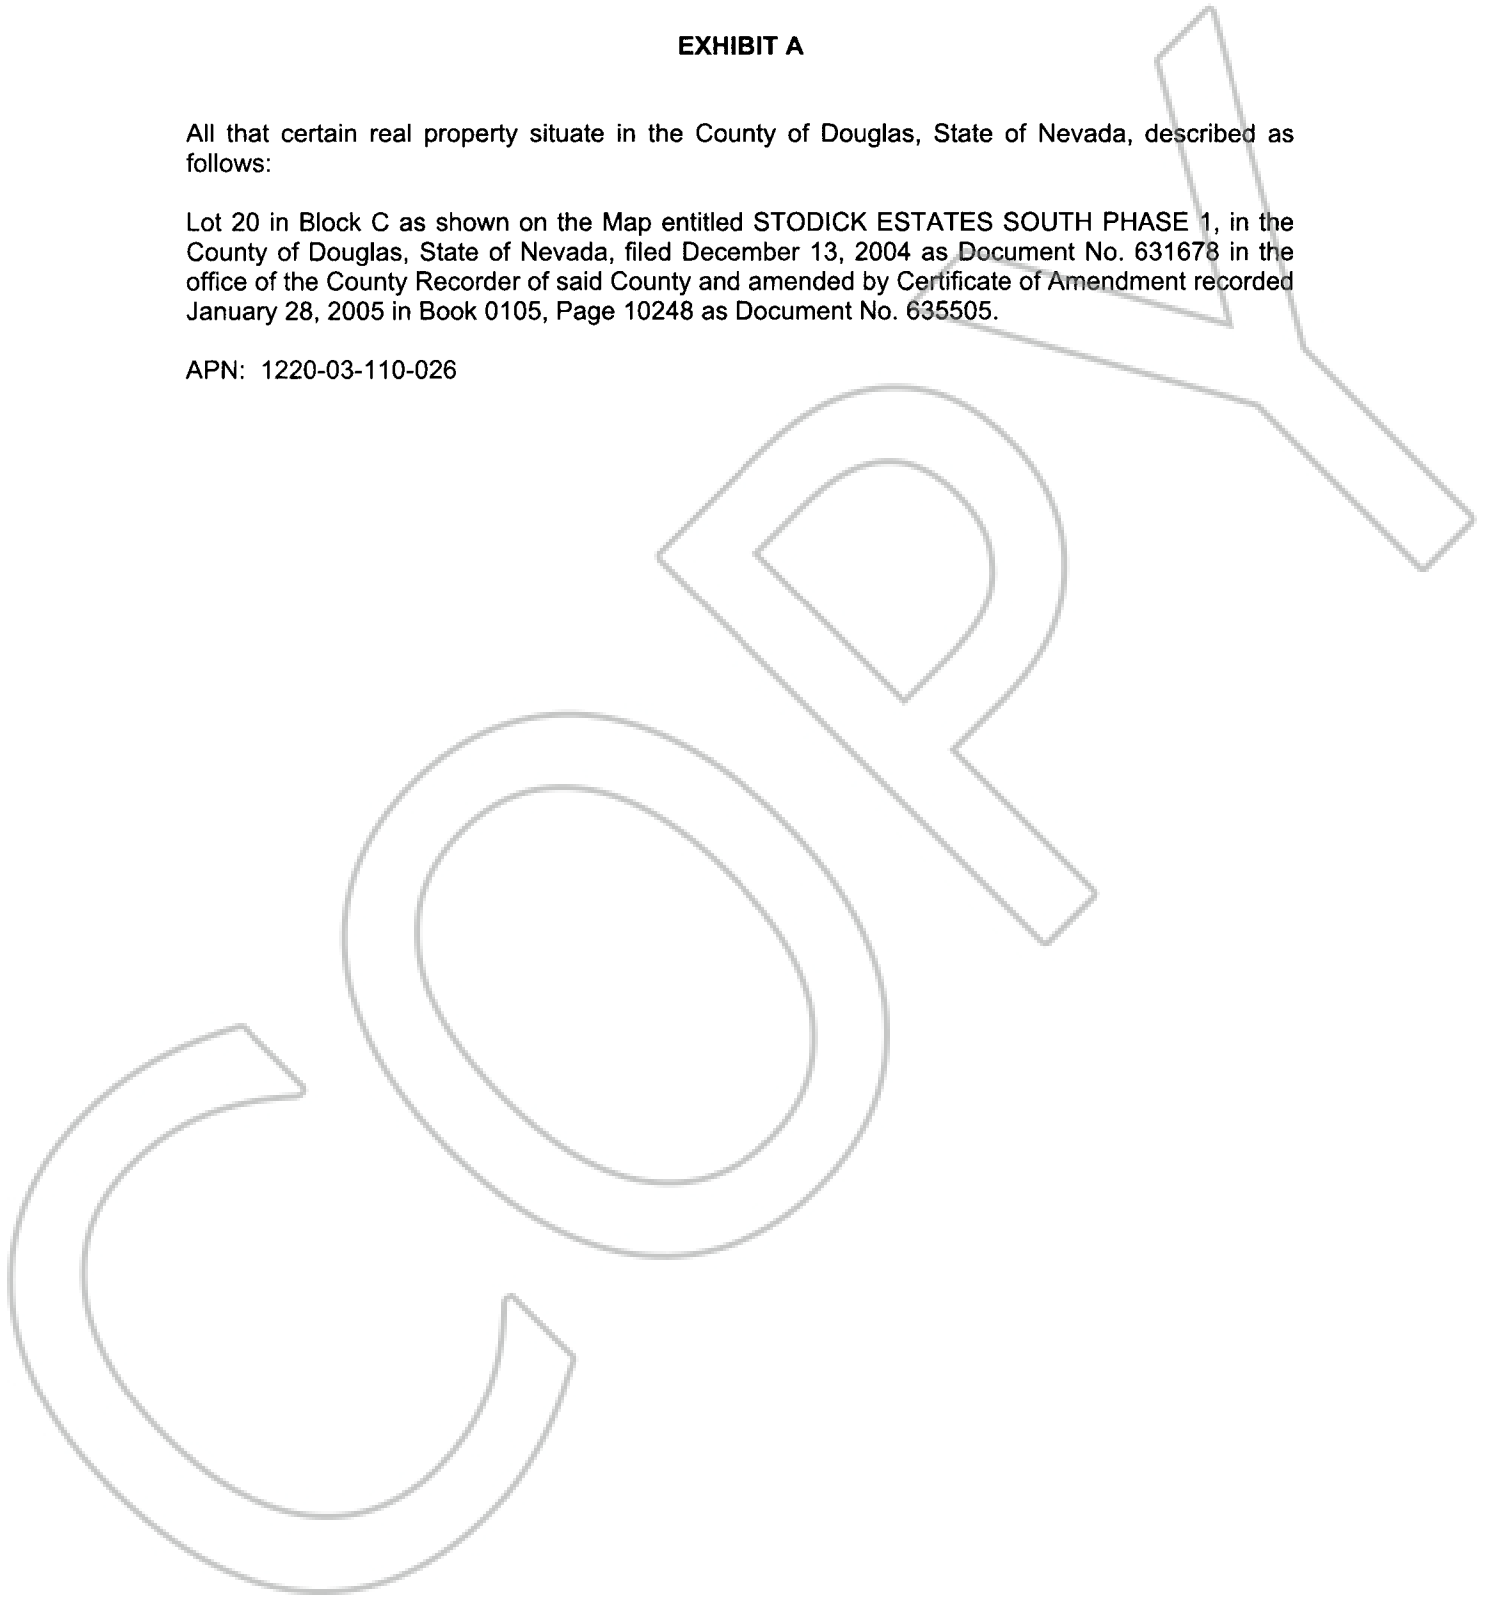 EXHIBIT A
All that certain real property situate in the County of Douglas, State of Nevada, described as
follows:
Lot 20 in Block C as shown on the Map entitled STODICK ESTATES SOUTH PHASE 1, in the
County of Douglas, State of Nevada, filed December 13, 2004 as Document No. 631678 in the
office of the County Recorder of said County and amended by Certificate of Amendment recorded
January 28, 2005 in Book 0105, Page 10248 as Document No. 635505.
APN: 1220-03-110-026
COPY